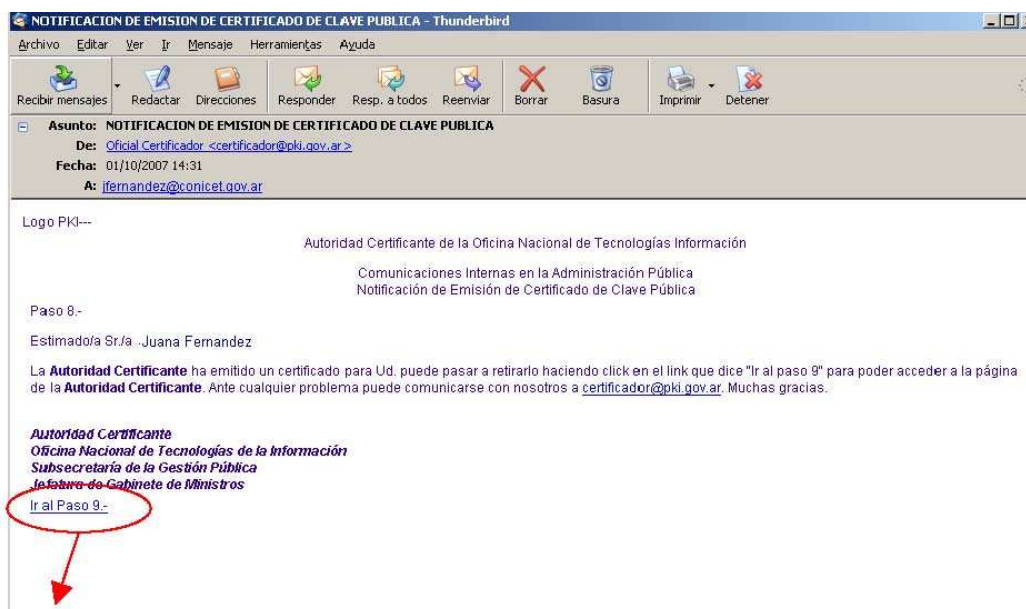 NOTIFICACION DE EMISION DE CERTIFICADO DE CLAVE PUBLICA - Thunderbird
Archivo Editar Ver Ir Mensaje Herramientas Ayuda
Recibir mensajes Redactar Direcciones Responder Resp. a todos Reenviar Borrar Basura Imprimir Detener
Asunto: NOTIFICACION DE EMISION DE CERTIFICADO DE CLAVE PUBLICA
De: Oficial Certificador <certificador@pki.gov.ar>
Fecha: 01/10/2007 14:31
A: jfernandez@conicet.gov.ar
Logo PKI---
Autoridad Certificante de la Oficina Nacional de Tecnologías Información
Comunicaciones Internas en la Administración Pública
Notificación de Emisión de Certificado de Clave Pública
Paso 8.-
Estimado/a Sr./a .Juana Fernandez
La Autoridad Certificante ha emitido un certificado para Ud. puede pasar a retirarlo haciendo click en el link que dice "Ir al paso 9" para poder acceder a la página
de la Autoridad Certificante. Ante cualquier problema puede comunicarse con nosotros a certificador@pki.gov.ar. Muchas gracias.
Autoridad Certificante
Oficina Nacional de Tecnologías de la Información
Subsecretaría de la Gestión Pública
Jefatura de Gabinete de Ministros
Ir al Paso 9.-